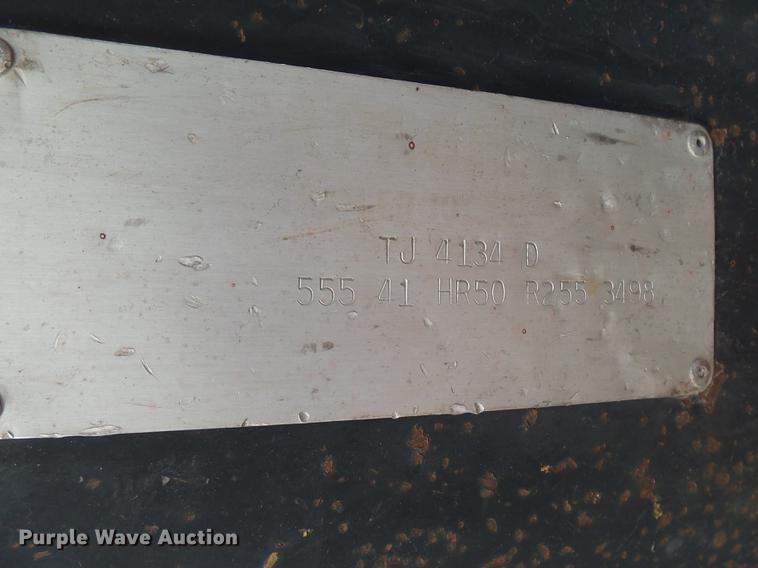 TJ 4134 D
555 41 HR50 R255 3498
Purple Wave Auction